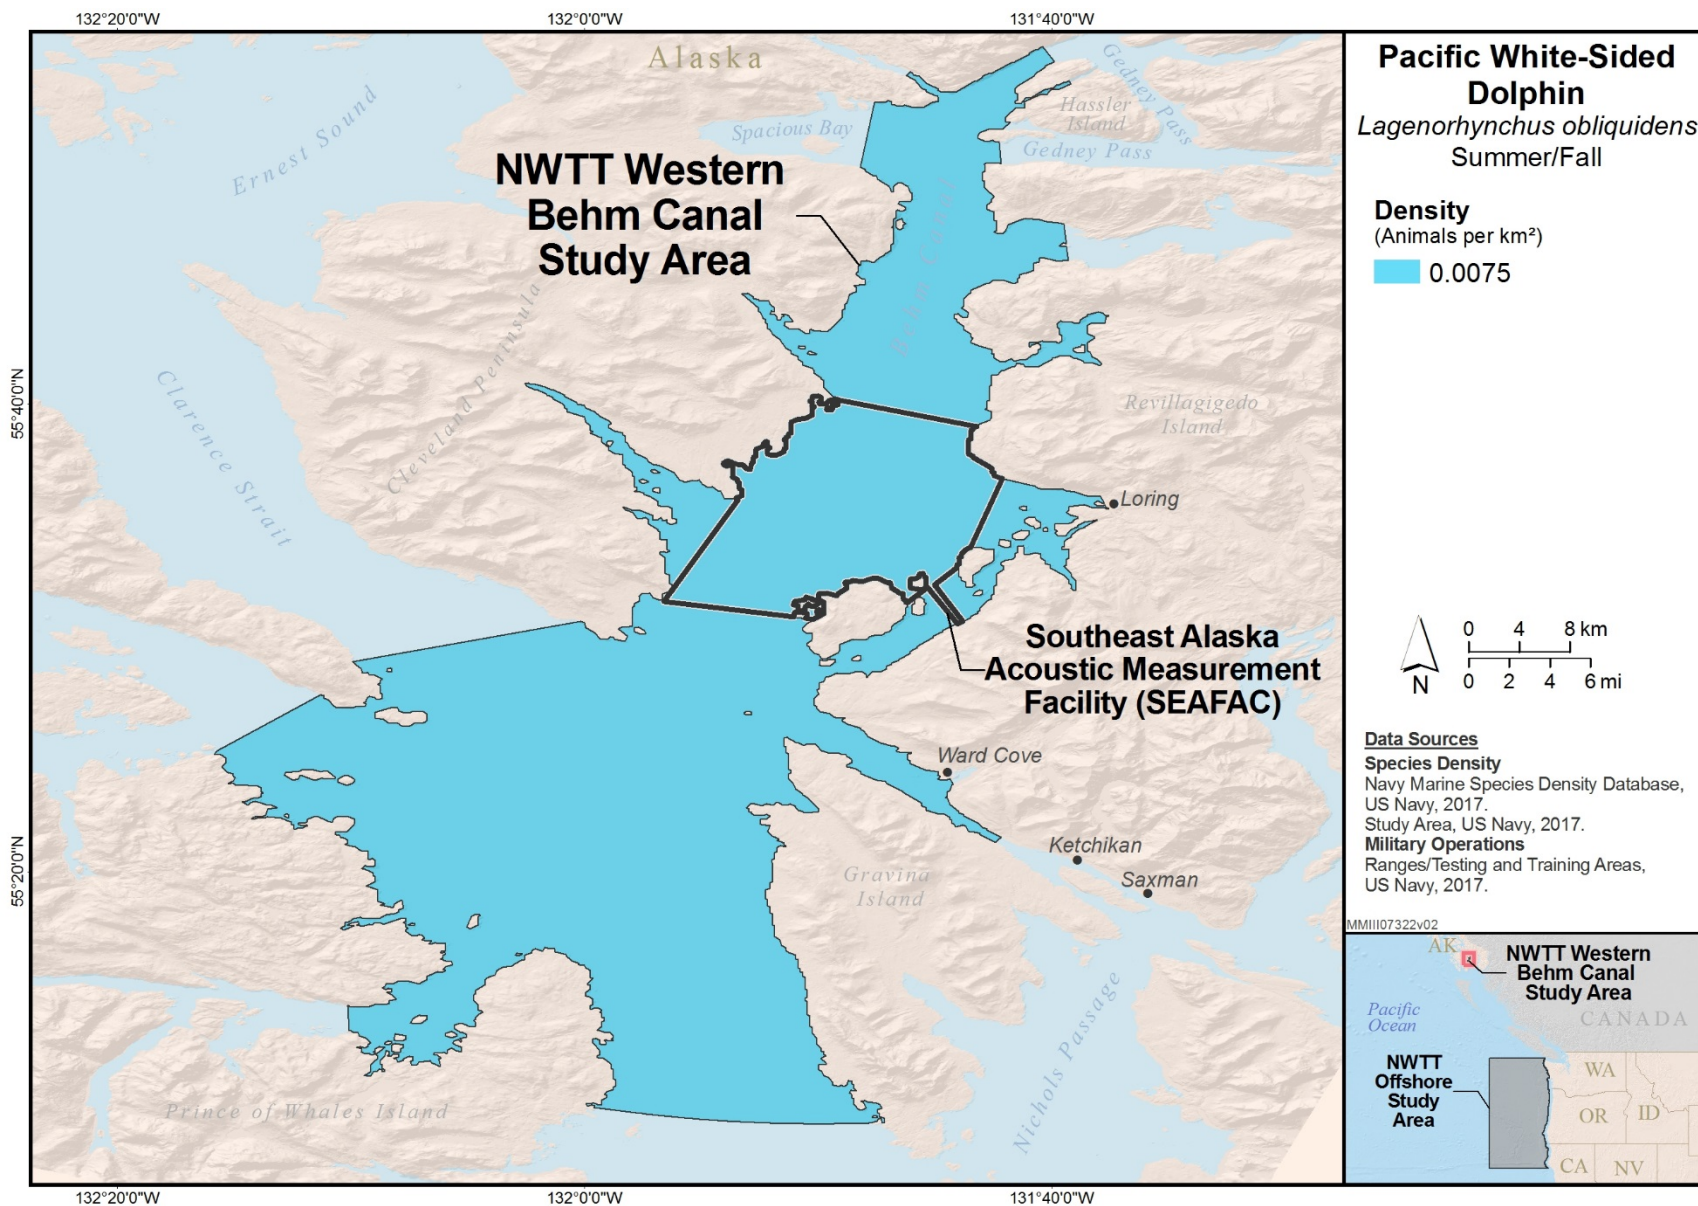 132°20'0"W
132°0'0"W
131°40'0"W
Alaska
Ernest Sound
Spacious Bay
Gedney Pass
Hassler
Island
Gedney Pass
NWTT Western
Behm Canal
Study Area
Behm Canal
Cleveland Peninsula
Clarence Strait
55°40'0"N
Revillagigedo
Island
Loring
Southeast Alaska
Acoustic Measurement
Facility (SEAFAC)
Ward Cove
Ketchikan
Saxman
Gravina
Island
55°20'0"N
Nichols Passage
Prince of Whales Island
132°20'0"W
132°0'0"W
131°40'0"W
Pacific White-Sided
Dolphin
Lagenorhynchus obliquidens
Summer/Fall
Density
(Animals per km²)
0.0075
N
0 4 8 km
0 2 4 6 mi
Data Sources
Species Density
Navy Marine Species Density Database,
US Navy, 2017.
Study Area, US Navy, 2017.
Military Operations
Ranges/Testing and Training Areas,
US Navy, 2017.
MMIII07322v02
AK
NWTT Western
Behm Canal
Study Area
Pacific
Ocean
CANADA
NWTT
Offshore
Study
Area
WA
OR
ID
CA
NV